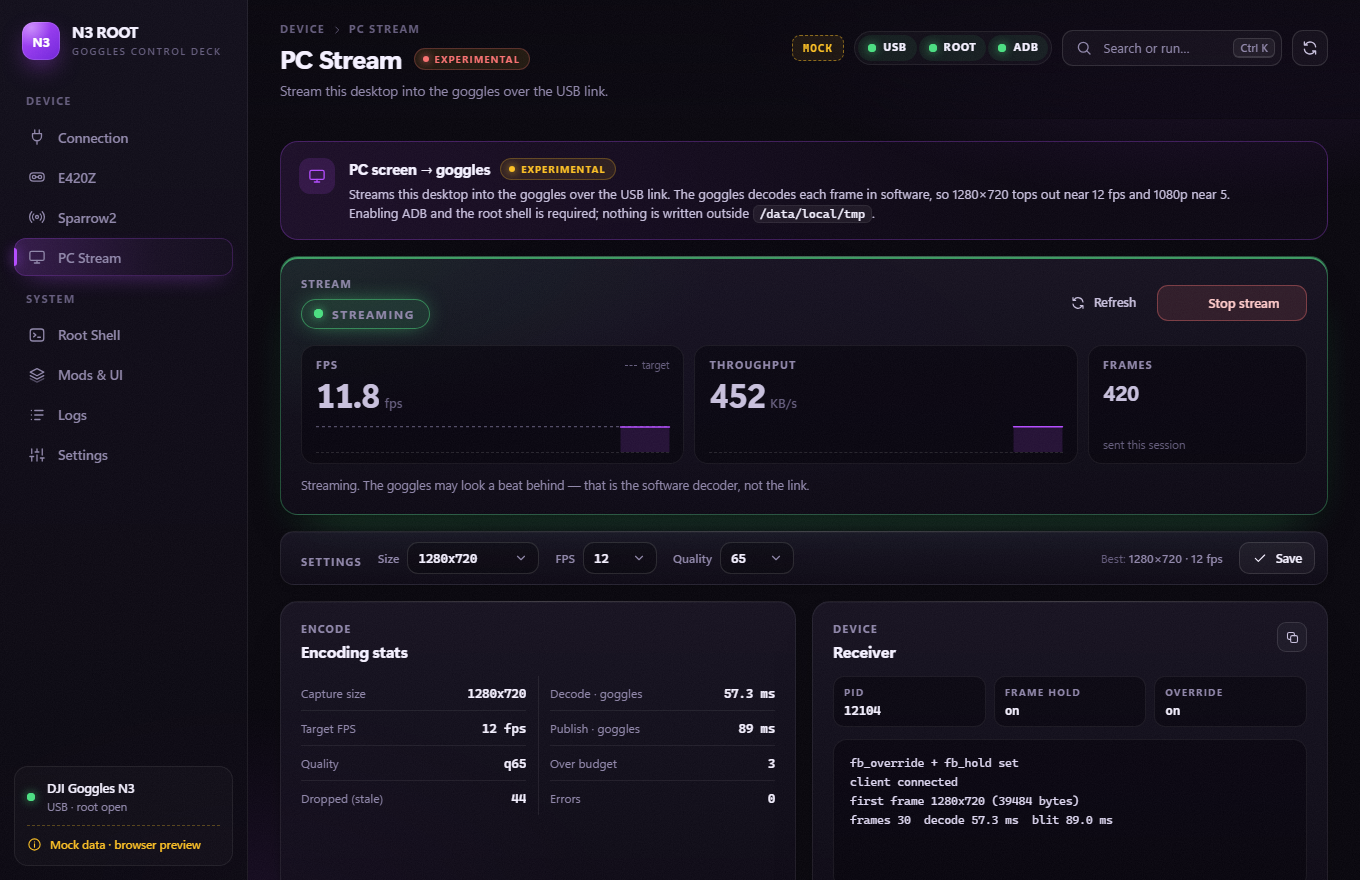 N3
N3 ROOT
GOGGLES CONTROL DECK
DEVICE
Connection
E420Z
Sparrow2
PC Stream
SYSTEM
Root Shell
Mods & UI
Logs
Settings
DJI Goggles N3
USB · root open
Mock data · browser preview
DEVICE > PC STREAM
PC Stream EXPERIMENTAL
Stream this desktop into the goggles over the USB link.
MOCK USB ROOT ADB Search or run... Ctrl K
PC screen → goggles EXPERIMENTAL
Streams this desktop into the goggles over the USB link. The goggles decodes each frame in software, so 1280×720 tops out near 12 fps and 1080p near 5.
Enabling ADB and the root shell is required; nothing is written outside /data/local/tmp.
STREAM
STREAMING
Refresh Stop stream
FPS --- target
11.8 fps
THROUGHPUT
452 KB/s
FRAMES
420
sent this session
Streaming. The goggles may look a beat behind — that is the software decoder, not the link.
SETTINGS Size 1280x720 FPS 12 Quality 65 Best: 1280×720 · 12 fps Save
ENCODE
Encoding stats
Capture size 1280x720
Target FPS 12 fps
Quality q65
Dropped (stale) 44
Decode · goggles 57.3 ms
Publish · goggles 89 ms
Over budget 3
Errors 0
DEVICE
Receiver
PID
12104
FRAME HOLD
on
OVERRIDE
on
fb_override + fb_hold set
client connected
first frame 1280x720 (39484 bytes)
frames 30 decode 57.3 ms blit 89.0 ms